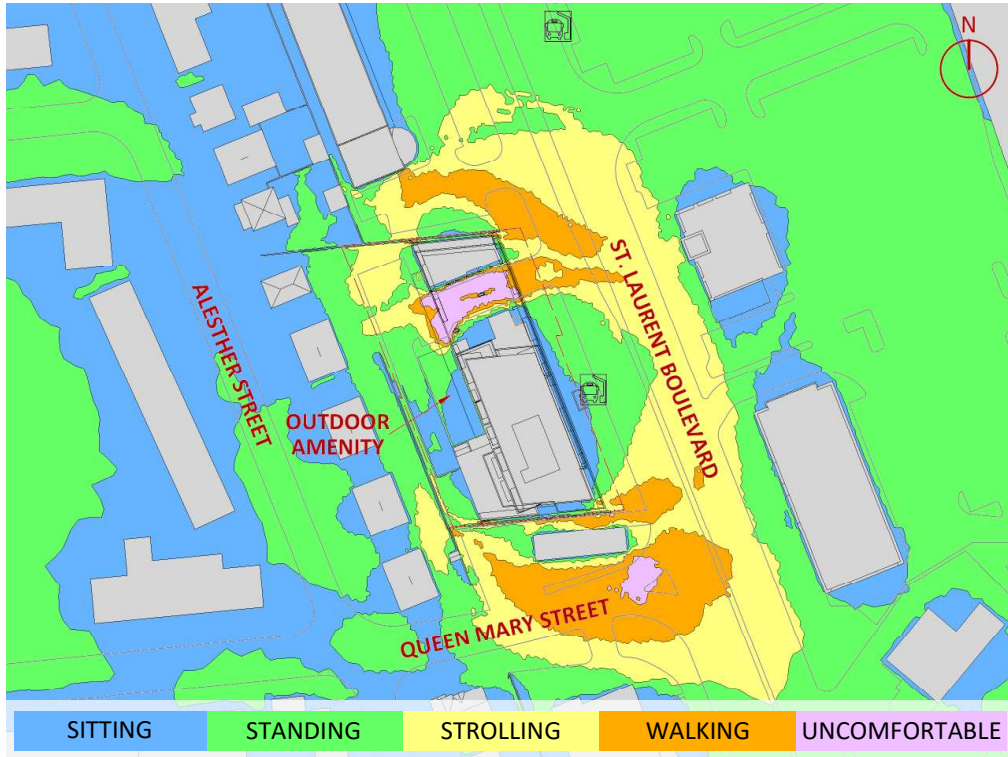 N
ST. LAURENT BOULEVARD
ALESTHER STREET
OUTDOOR
AMENITY
QUEEN MARY STREET
SITTING
STANDING
STROLLING
WALKING
UNCOMFORTABLE